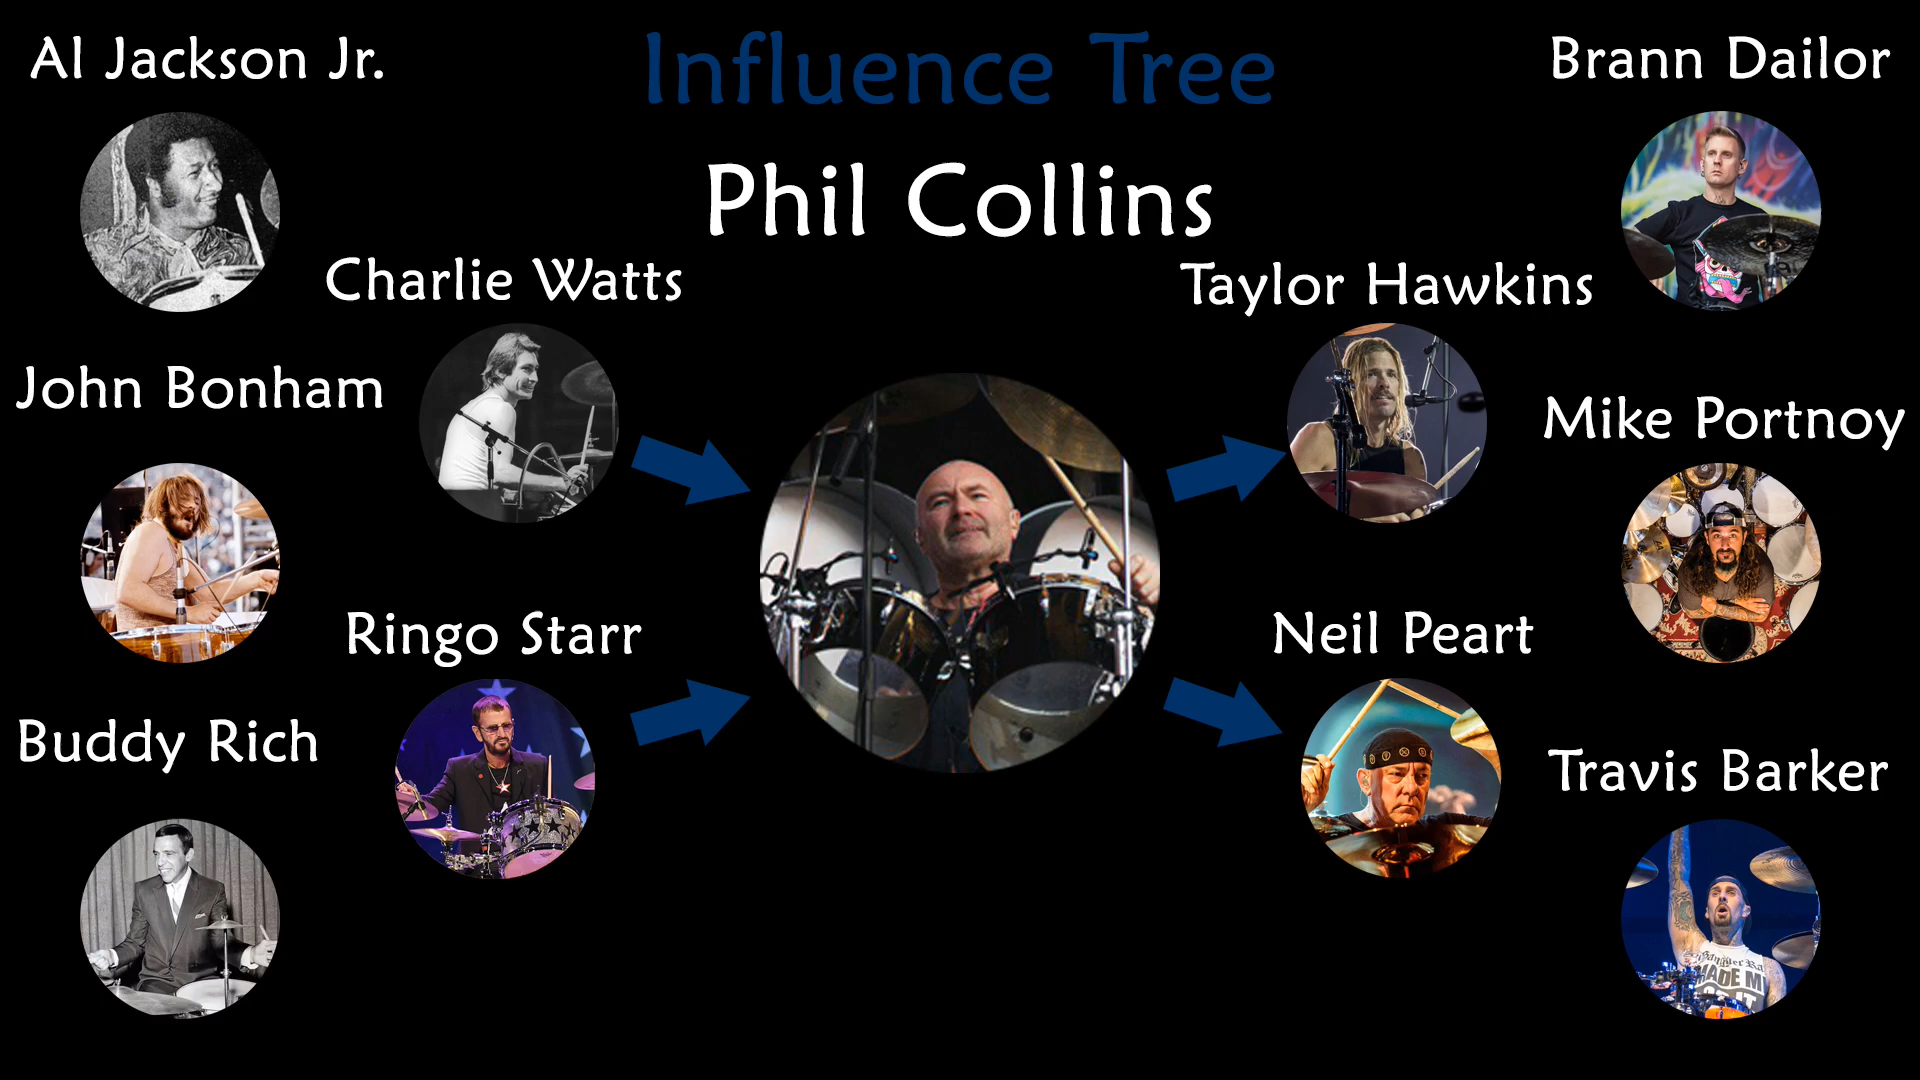 Influence Tree
Phil Collins
Al Jackson Jr.
Charlie Watts
John Bonham
Ringo Starr
Buddy Rich
Brann Dailor
Taylor Hawkins
Mike Portnoy
Neil Peart
Travis Barker
MADE M